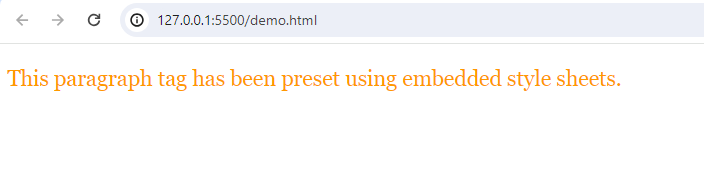 127.0.0.1:5500/demo.html
This paragraph tag has been preset using embedded style sheets.